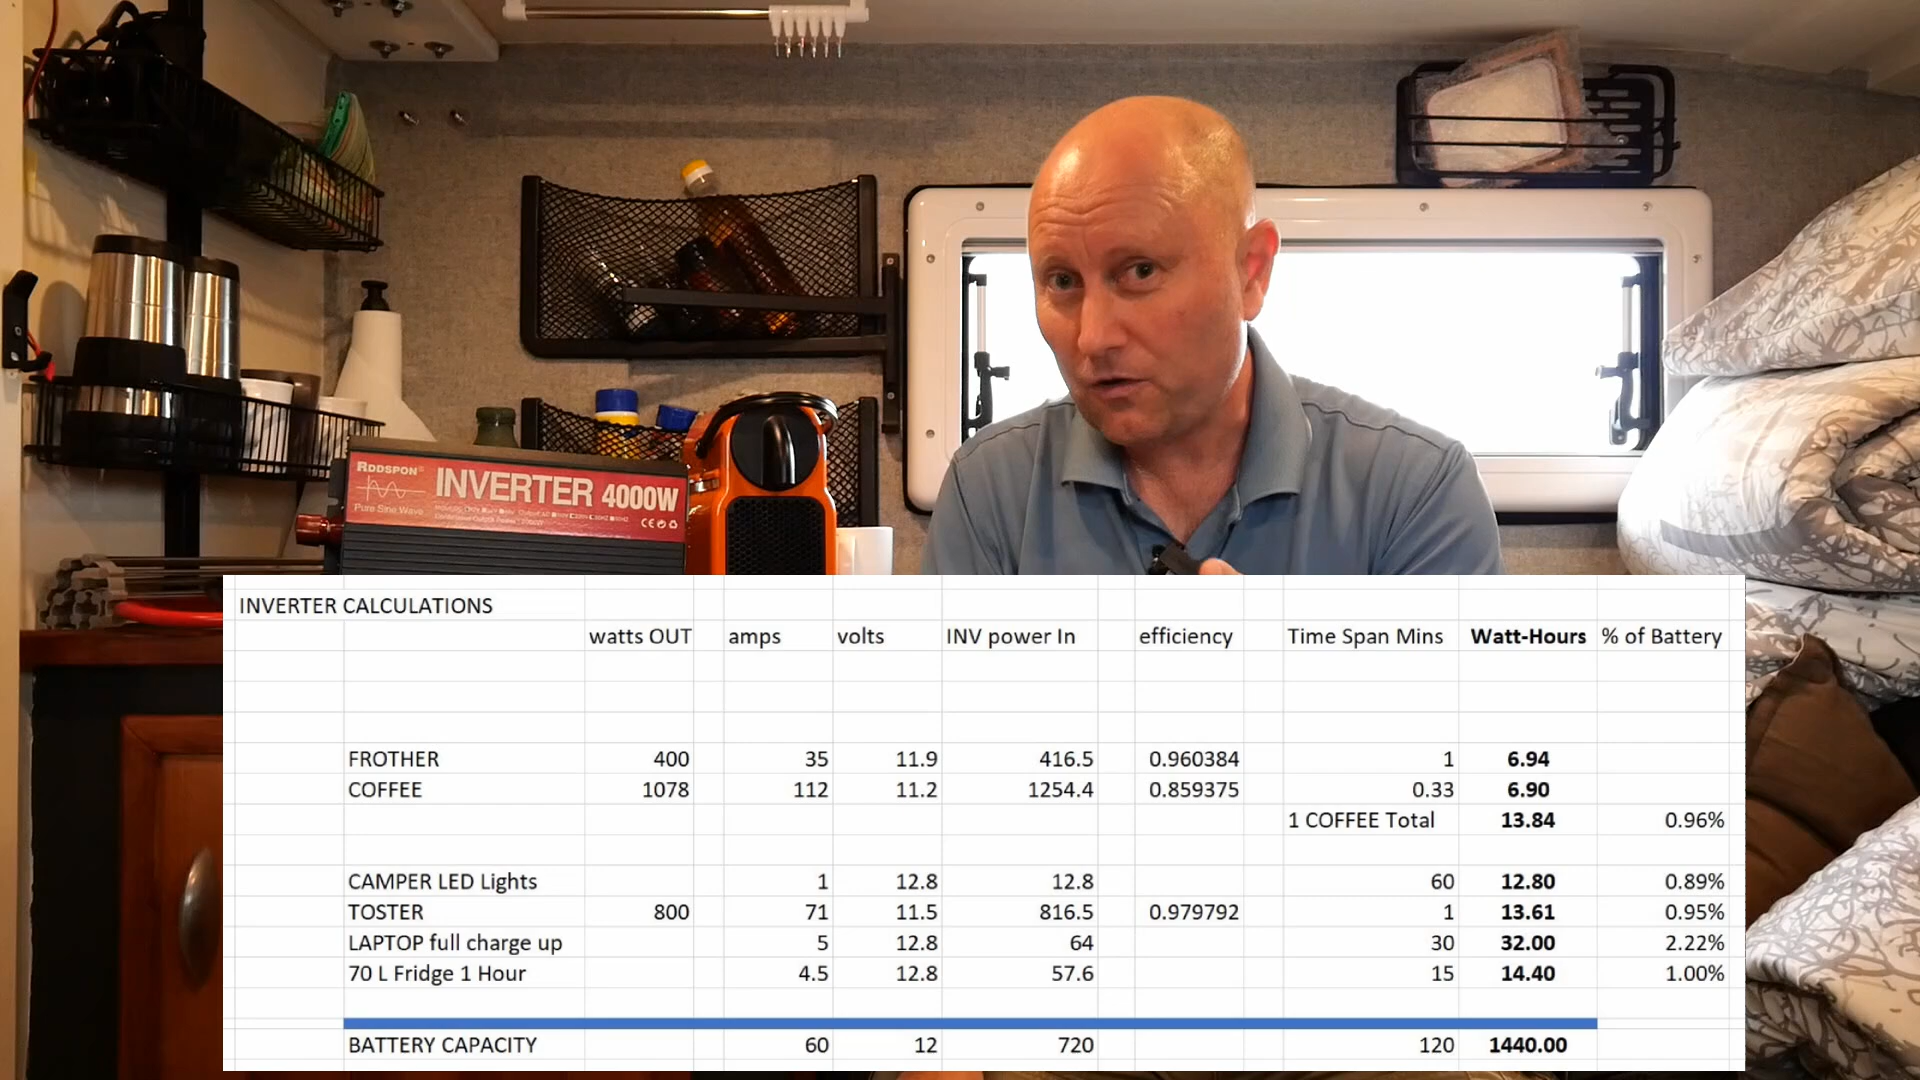 RDDSPON®
INVERTER 4000W
Pure Sine Wave
INVERTER CALCULATIONS
watts OUT amps volts INV power In efficiency Time Span Mins Watt-Hours % of Battery
FROTHER 400 35 11.9 416.5 0.960384 1 6.94
COFFEE 1078 112 11.2 1254.4 0.859375 0.33 6.90
1 COFFEE Total 13.84 0.96%
CAMPER LED Lights 1 12.8 12.8 60 12.80 0.89%
TOSTER 800 71 11.5 816.5 0.979792 1 13.61 0.95%
LAPTOP full charge up 5 12.8 64 30 32.00 2.22%
70 L Fridge 1 Hour 4.5 12.8 57.6 15 14.40 1.00%
BATTERY CAPACITY 60 12 720 120 1440.00